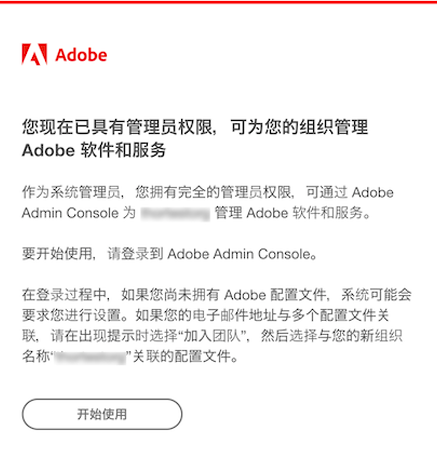 Adobe
您现在已具有管理员权限，可为您的组织管理
Adobe 软件和服务
作为系统管理员，您拥有完全的管理员权限，可通过 Adobe
Admin Console 为 管理 Adobe 软件和服务。
要开始使用，请登录到 Adobe Admin Console。
在登录过程中，如果您尚未拥有 Adobe 配置文件，系统可能会
要求您进行设置。如果您的电子邮件地址与多个配置文件关
联，请在出现提示时选择“加入团队”，然后选择与您的新组织
名称“”关联的配置文件。
开始使用